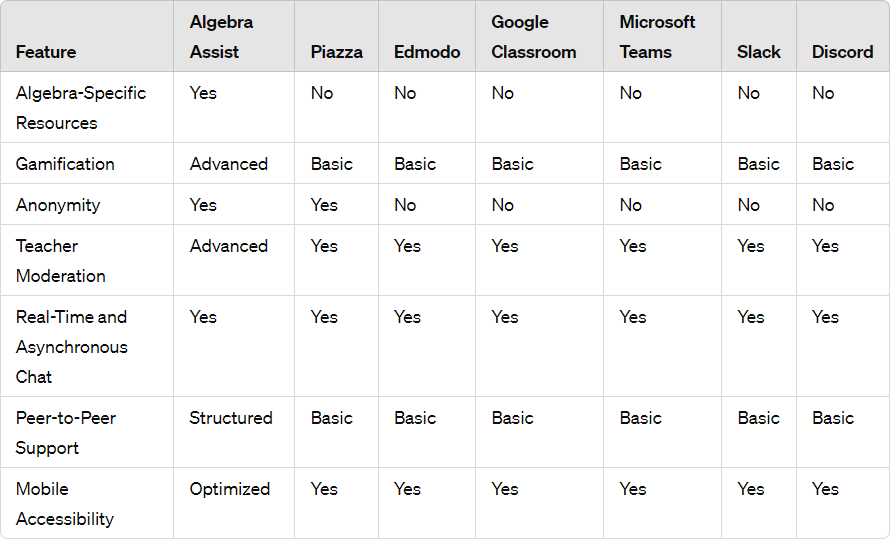 Feature Algebra Assist Piazza Edmodo Google Classroom Microsoft Teams Slack Discord
Algebra-Specific Resources Yes No No No No No No
Gamification Advanced Basic Basic Basic Basic Basic Basic
Anonymity Yes Yes No No No No No
Teacher Moderation Advanced Yes Yes Yes Yes Yes Yes
Real-Time and Asynchronous Chat Yes Yes Yes Yes Yes Yes Yes
Peer-to-Peer Support Structured Basic Basic Basic Basic Basic Basic
Mobile Accessibility Optimized Yes Yes Yes Yes Yes Yes